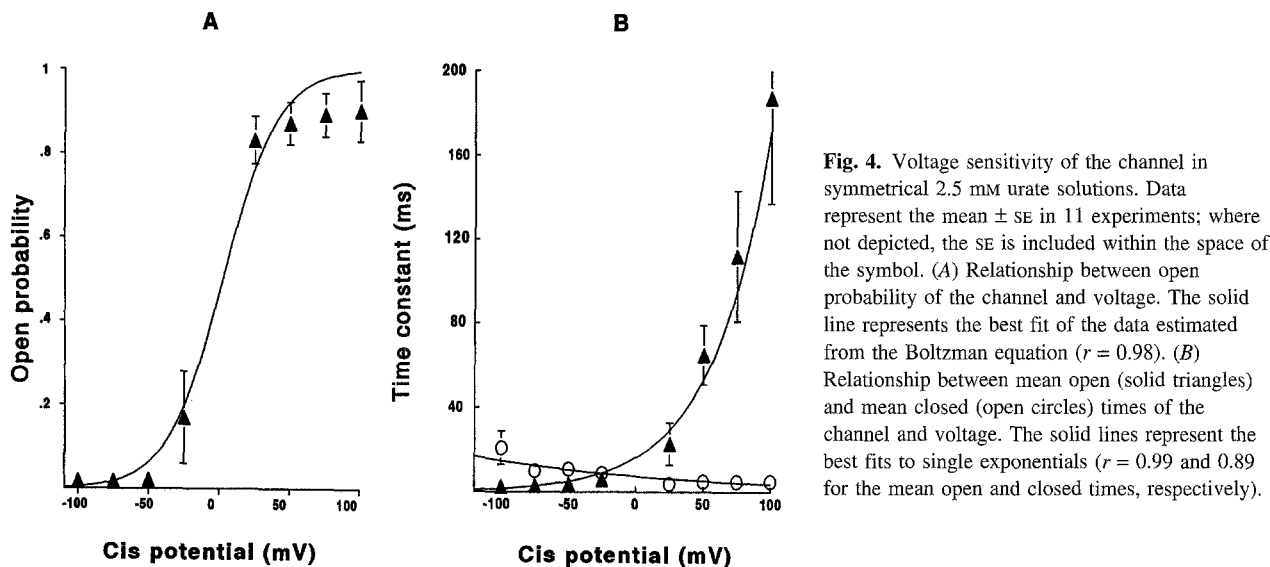 A
1
.8
.6
.4
.2
Open probability
-100
-50
0
50
100
Cis potential (mV)
B
200
160
120
80
40
Time constant (ms)
-100
-50
0
50
100
Cis potential (mV)
Fig. 4. Voltage sensitivity of the channel in
symmetrical 2.5 mM urate solutions. Data
represent the mean ± SE in 11 experiments; where
not depicted, the SE is included within the space of
the symbol. (A) Relationship between open
probability of the channel and voltage. The solid
line represents the best fit of the data estimated
from the Boltzman equation (r = 0.98). (B)
Relationship between mean open (solid triangles)
and mean closed (open circles) times of the
channel and voltage. The solid lines represent the
best fits to single exponentials (r = 0.99 and 0.89
for the mean open and closed times, respectively).